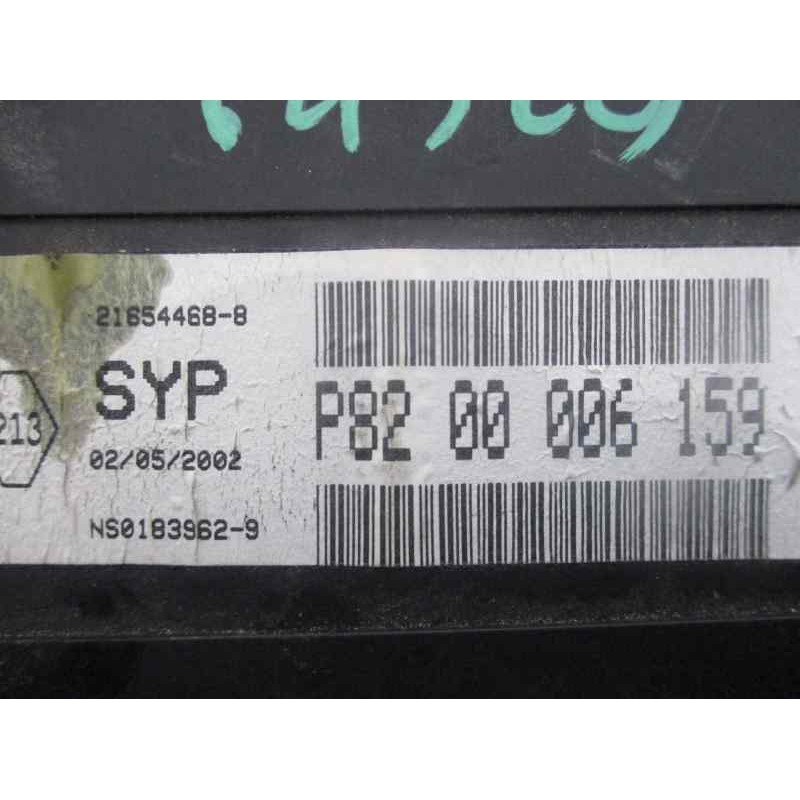 21654468-8
SYP
213
02/05/2002
NS0183962-9
P82 00 006 159